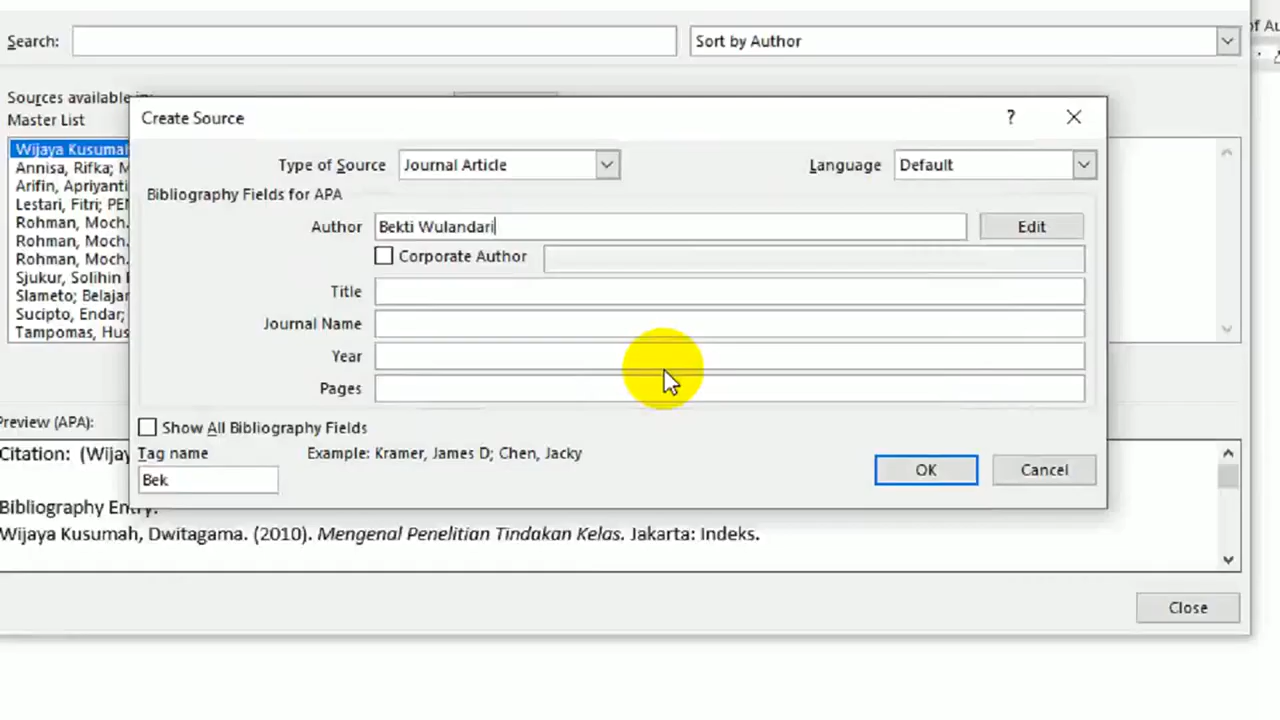 of Au
Search:
Sort by Author
Sources available in:
Master List
Create Source
?
Type of Source
Journal Article
Language
Default
Bibliography Fields for APA
Author
Bekti Wulandari
Edit
Corporate Author
Title
Journal Name
Year
Pages
Show All Bibliography Fields
Tag name
Example: Kramer, James D; Chen, Jacky
Bek
OK
Cancel
Wijaya Kusumah
Annisa, Rifka; M
Arifin, Apriyanti
Lestari, Fitri; PEN
Rohman, Moch.
Rohman, Moch.
Rohman, Moch.
Sjukur, Solihin
Slameto; Belajar
Sucipto, Endar;
Tampomas, Hus
Preview (APA):
Citation: (Wijay
Bibliography Entry:
Wijaya Kusumah, Dwitagama. (2010). Mengenal Penelitian Tindakan Kelas. Jakarta: Indeks.
Close